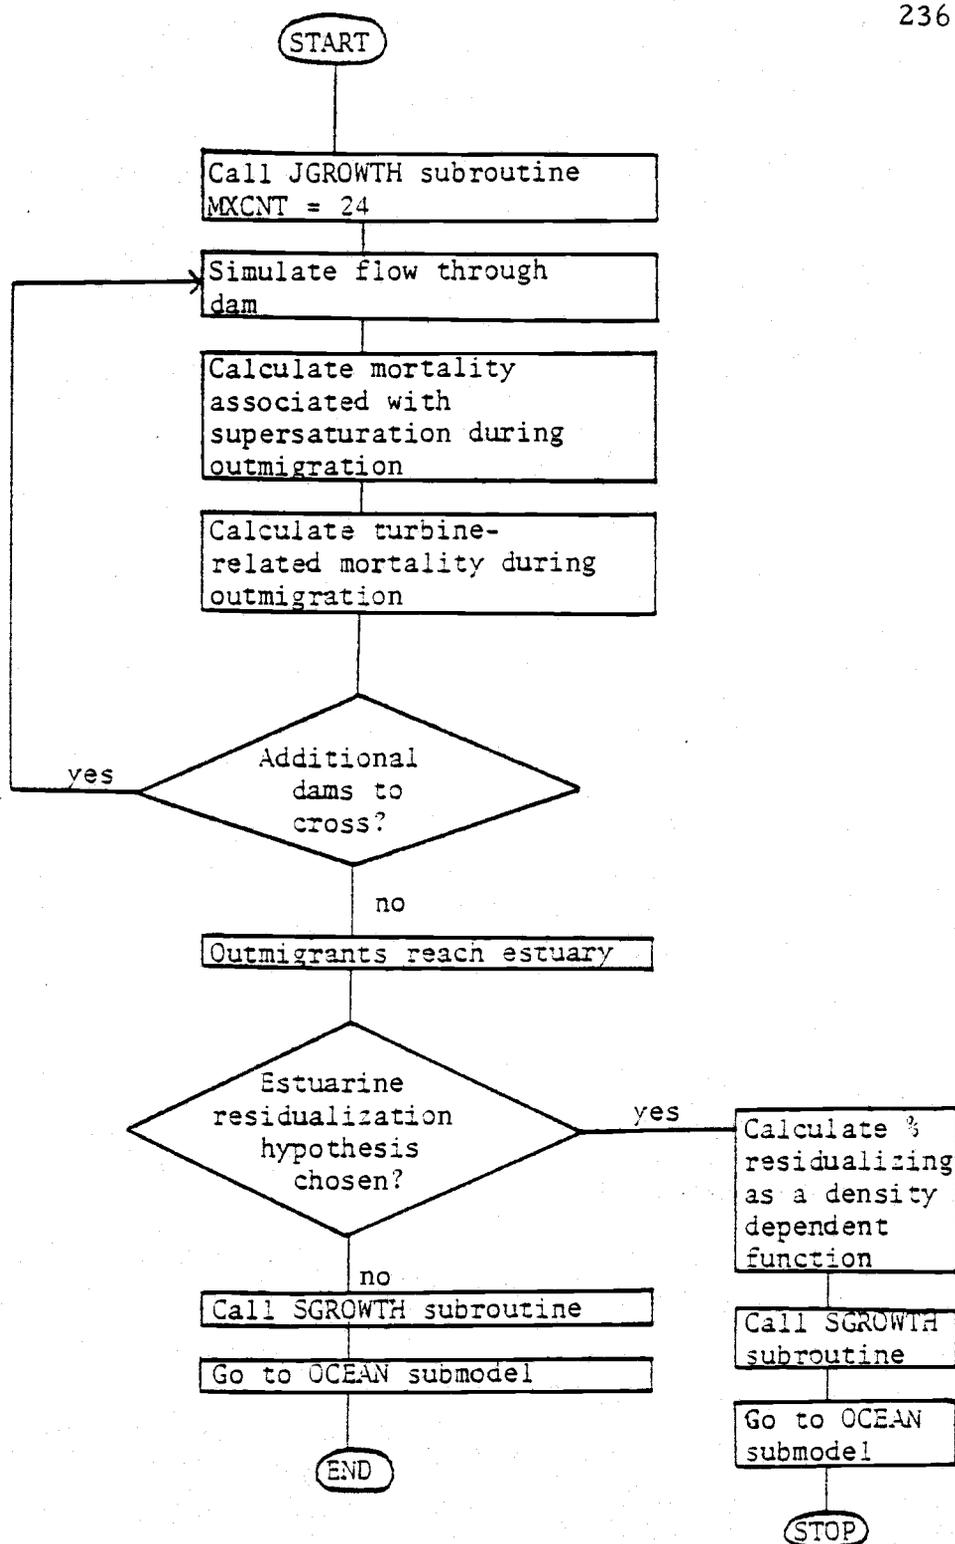 236
START
Call JGROWTH subroutine
MXCNT = 24
Simulate flow through
dam
Calculate mortality
associated with
supersaturation during
outmigration
Calculate turbine-
related mortality during
outmigration
Additional
dams to
cross?
yes
no
Outmigrants reach estuary
Estuarine
residualization
hypothesis
chosen?
yes
Calculate %
residualizing
as a density
dependent
function
no
Call SGROWTH subroutine
Call SGROWTH
subroutine
Go to OCEAN submodel
Go to OCEAN
submodel
END
STOP